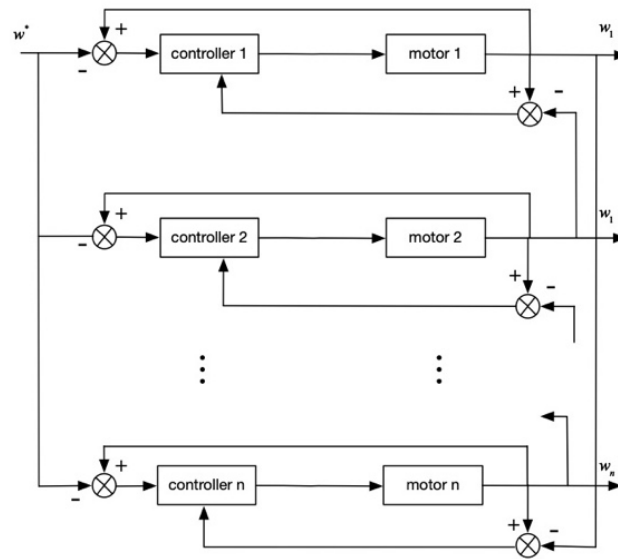 w* + controller 1 motor 1 w₁
-
+ -
+ controller 2 motor 2 w₁
-
+ -
⋮ ⋮
+ controller n motor n wₙ
-
+ -